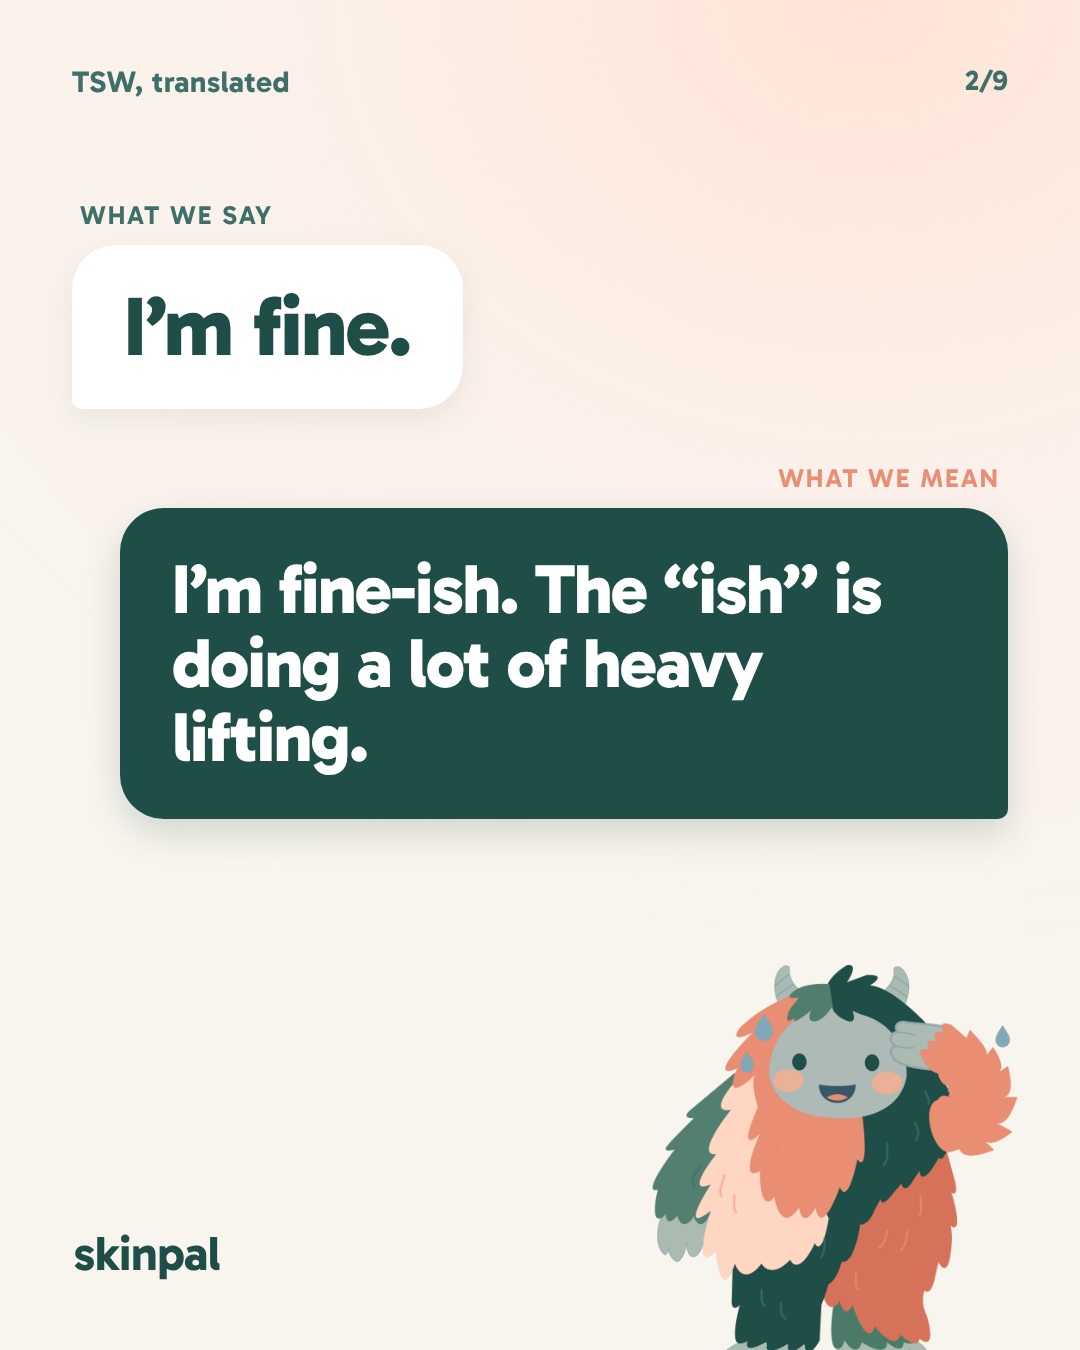 TSW, translated
2/9
WHAT WE SAY
I’m fine.
WHAT WE MEAN
I’m fine-ish. The “ish” is
doing a lot of heavy
lifting.
skinpal